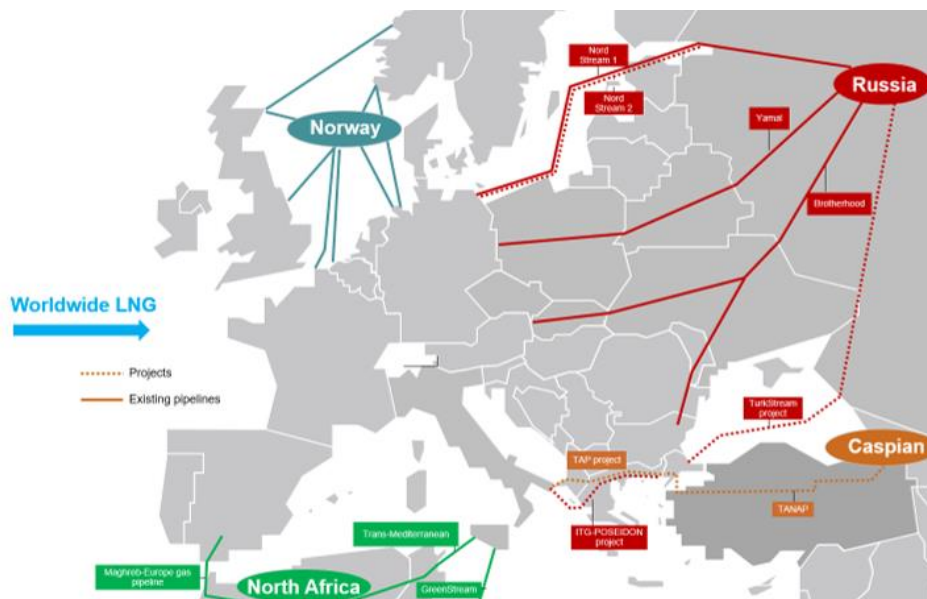 Nord
Stream 1
Nord
Stream 2
Russia
Norway
Yamal
Brotherhood
Worldwide LNG
Projects
Existing pipelines
TurkStream
project
Caspian
TAP project
TANAP
ITG-POSEIDON
project
Trans-Mediterranean
Maghreb-Europe gas
pipeline
North Africa
GreenStream